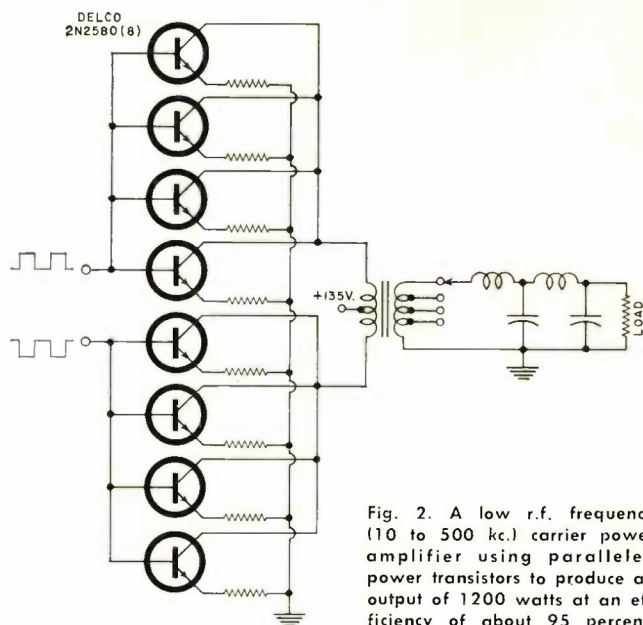 DELCO
2N2580(8)
+135V.
LOAD
Fig. 2. A low r.f. frequenc
(10 to 500 kc.) carrier powe
amplifier using parallele
power transistors to produce a
output of 1200 watts at an ef
ficiency of about 95 percen